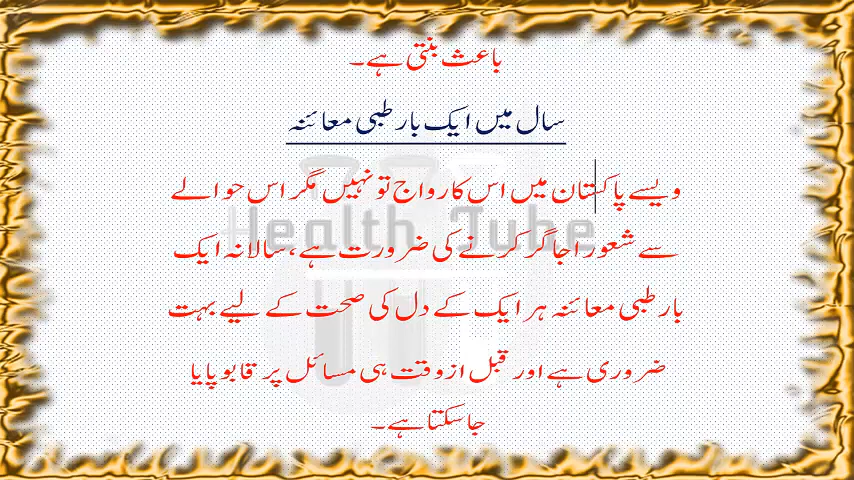 باعث بنتی ہے۔
سال میں ایک بار طبی معائنہ
ویسے پاکستان میں اس کا رواج تو نہیں مگر اس حوالے
سے شعور اجاگر کرنے کی ضرورت ہے، سالانہ ایک
بار طبی معائنہ ہر ایک کے دل کی صحت کے لیے بہت
ضروری ہے اور قبل از وقت ہی مسائل پر قابو پایا
جاسکتا ہے۔
Health Tube